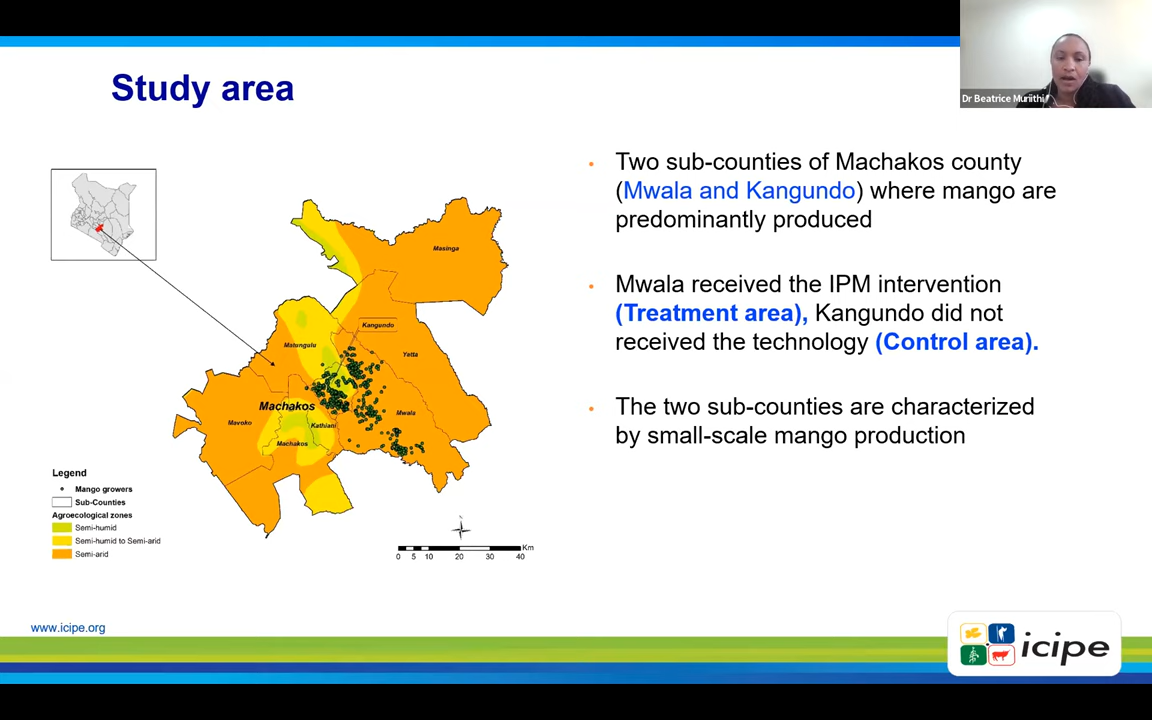 Dr Beatrice Muriithi
Study area
Two sub-counties of Machakos county
(Mwala and Kangundo) where mango are
predominantly produced
Mwala received the IPM intervention
(Treatment area), Kangundo did not
received the technology (Control area).
The two sub-counties are characterized
by small-scale mango production
Masinga
Kangundo
Matungulu
Yatta
Machakos
Mavoko
Kathiani
Mwala
Machakos
Legend
Mango growers
Sub-Counties
Agroecological zones
Semi-humid
Semi-humid to Semi-arid
Semi-arid
Km
0 5 10 20 30 40
www.icipe.org
icipe